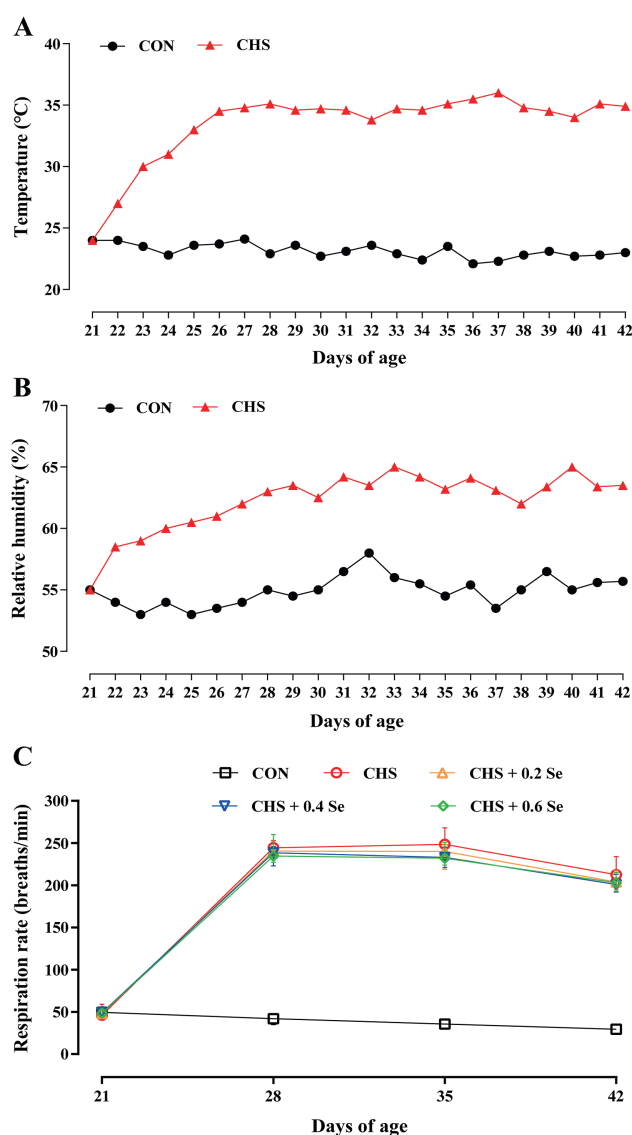 A
CON CHS
Temperature (°C)
40
35
30
25
20
21 22 23 24 25 26 27 28 29 30 31 32 33 34 35 36 37 38 39 40 41 42
Days of age
B
CON CHS
Relative humidity (%)
70
65
60
55
50
21 22 23 24 25 26 27 28 29 30 31 32 33 34 35 36 37 38 39 40 41 42
Days of age
C
CON CHS CHS + 0.2 Se
CHS + 0.4 Se CHS + 0.6 Se
Respiration rate (breaths/min)
300
250
200
150
100
50
0
21 28 35 42
Days of age